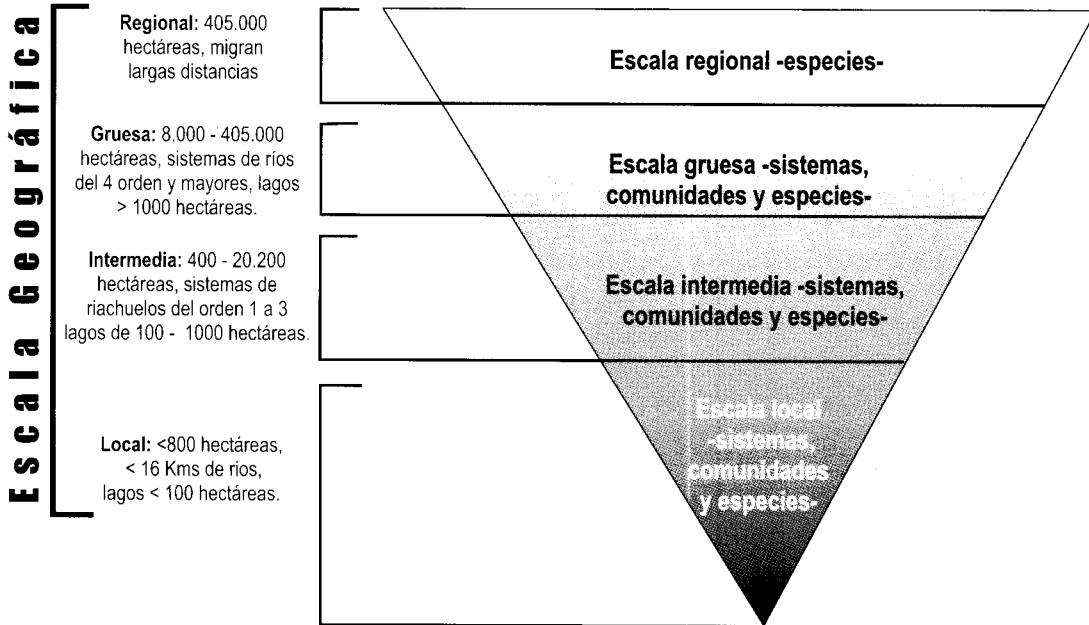 Escala Geográfica
Regional: 405.000
hectáreas, migran
largas distancias
Escala regional -especies-
Gruesa: 8.000 - 405.000
hectáreas, sistemas de ríos
del 4 orden y mayores, lagos
> 1000 hectáreas.
Escala gruesa -sistemas,
comunidades y especies-
Intermedia: 400 - 20.200
hectáreas, sistemas de
riachuelos del orden 1 a 3
lagos de 100 - 1000 hectáreas.
Escala intermedia -sistemas,
comunidades y especies-
Local: <800 hectáreas,
< 16 Kms de rios,
lagos < 100 hectáreas.
Escala local
-sistemas,
comunidades
y especies-